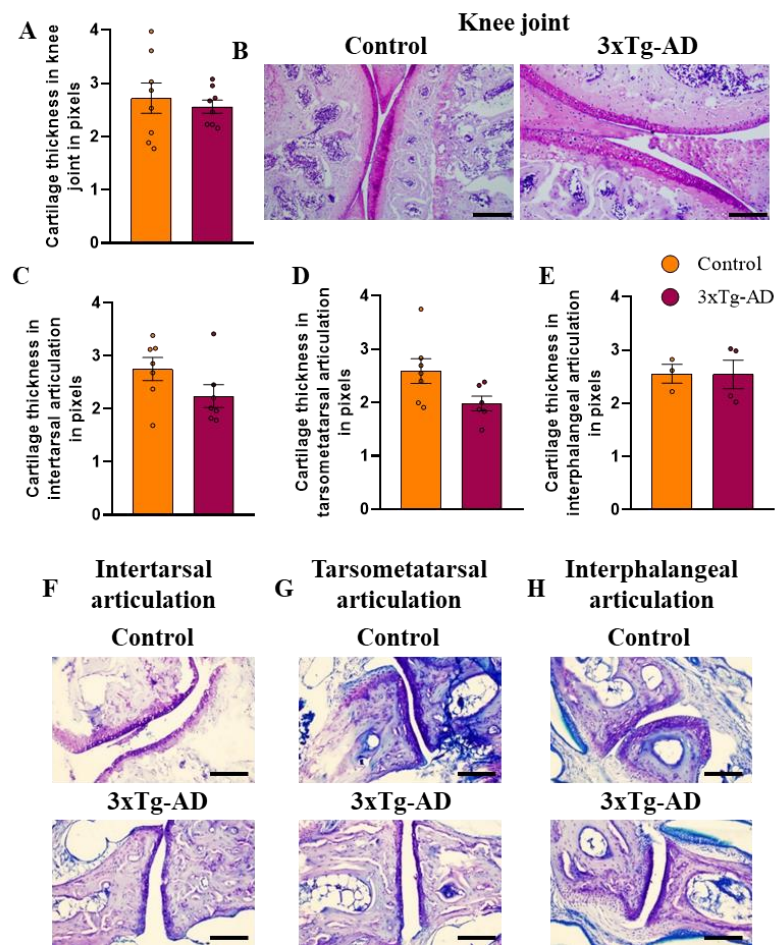 A
Cartilage thickness in knee
joint in pixels
4
3
2
1
0
B
Knee joint
Control
3xTg-AD
C
Cartilage thickness in
intertarsal articulation
in pixels
4
3
2
1
0
D
Cartilage thickness in
tarsometatarsal articulation
in pixels
4
3
2
1
0
E
Cartilage thickness in
interphalangeal articulation
in pixels
4
3
2
1
0
Control
3xTg-AD
F
Intertarsal
articulation
Control
3xTg-AD
G
Tarsometatarsal
articulation
Control
3xTg-AD
H
Interphalangeal
articulation
Control
3xTg-AD